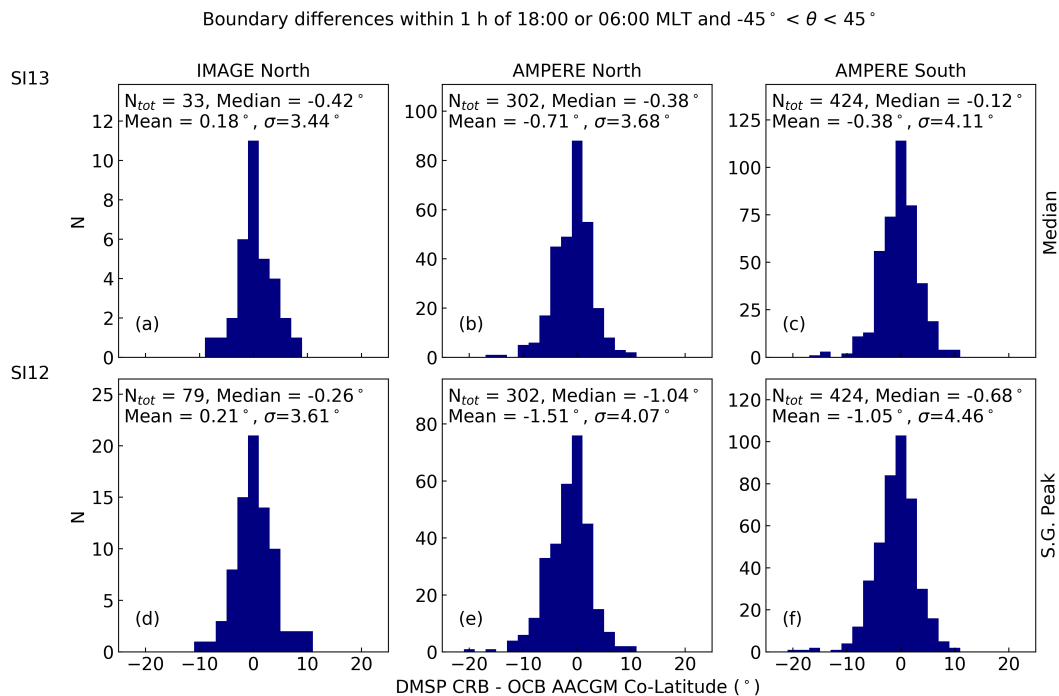 Boundary differences within 1 h of 18:00 or 06:00 MLT and -45° < θ < 45°
SI13
IMAGE North
AMPERE North
AMPERE South
N_tot = 33, Median = -0.42°
Mean = 0.18°, σ=3.44°
N_tot = 302, Median = -0.38°
Mean = -0.71°, σ=3.68°
N_tot = 424, Median = -0.12°
Mean = -0.38°, σ=4.11°
12
10
8
6
4
2
0
N
(a)
100
80
60
40
20
0
(b)
125
100
75
50
25
0
(c)
Median
SI12
N_tot = 79, Median = -0.26°
Mean = 0.21°, σ=3.61°
N_tot = 302, Median = -1.04°
Mean = -1.51°, σ=4.07°
N_tot = 424, Median = -0.68°
Mean = -1.05°, σ=4.46°
25
20
15
10
5
0
N
(d)
80
60
40
20
0
(e)
120
100
80
60
40
20
0
(f)
S.G. Peak
−20 −10 0 10 20
−20 −10 0 10 20
−20 −10 0 10 20
DMSP CRB - OCB AACGM Co-Latitude (°)